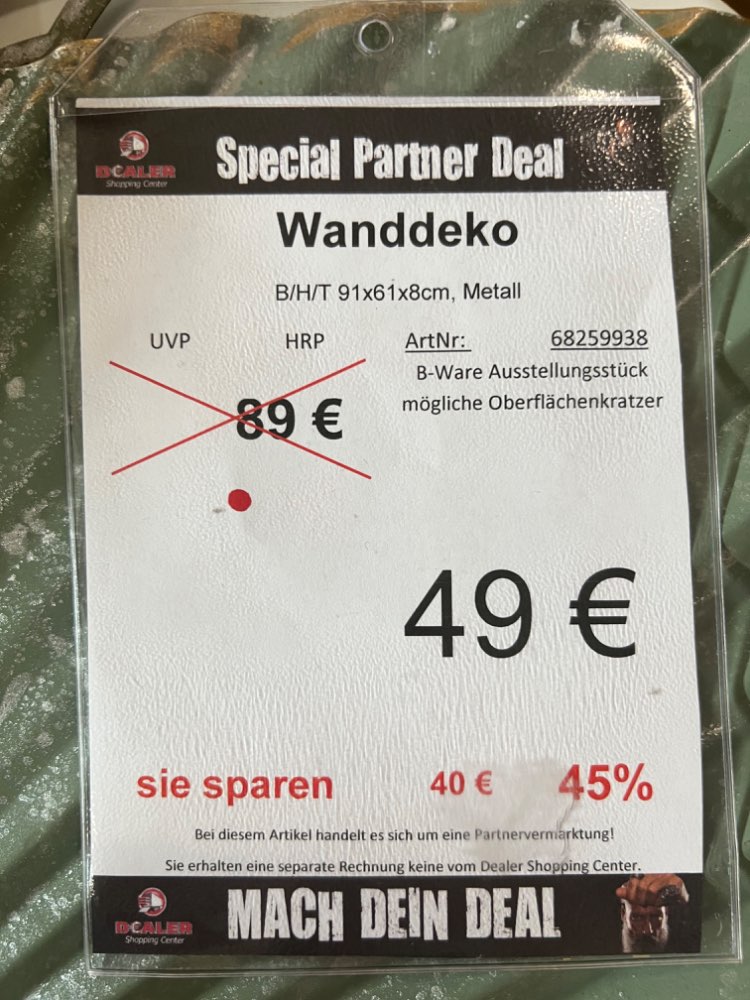 DEALER
Shopping Center
Special Partner Deal
Wanddeko
B/H/T 91x61x8cm, Metall
UVP HRP ArtNr: 68259938
B-Ware Ausstellungsstück
mögliche Oberflächenkratzer
89 €
49 €
sie sparen 40 € 45%
Bei diesem Artikel handelt es sich um eine Partnervermarktung!
Sie erhalten eine separate Rechnung keine vom Dealer Shopping Center.
DEALER
Shopping Center
MACH DEIN DEAL